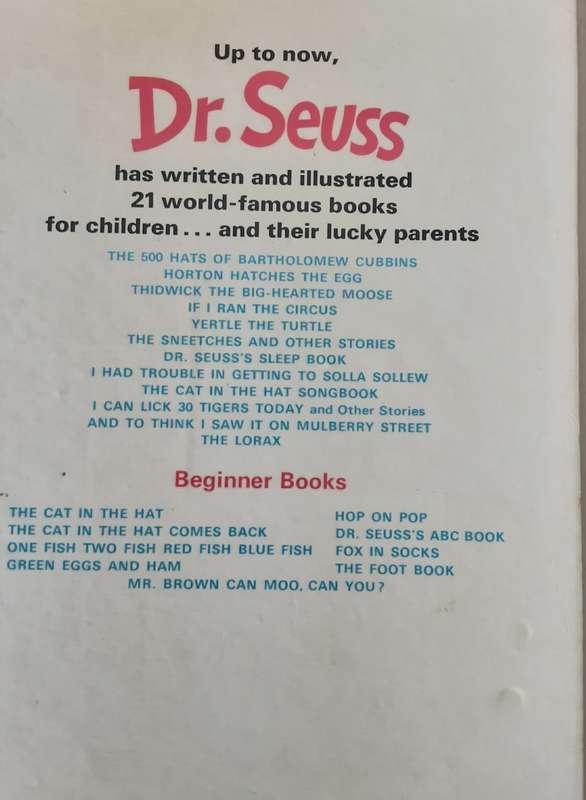 Up to now,
Dr. Seuss
has written and illustrated
21 world-famous books
for children... and their lucky parents
THE 500 HATS OF BARTHOLOMEW CUBBINS
HORTON HATCHES THE EGG
THIDWICK THE BIG-HEARTED MOOSE
IF I RAN THE CIRCUS
YERTLE THE TURTLE
THE SNEETCHES AND OTHER STORIES
DR. SEUSS'S SLEEP BOOK
I HAD TROUBLE IN GETTING TO SOLLA SOLLEW
THE CAT IN THE HAT SONGBOOK
I CAN LICK 30 TIGERS TODAY and Other Stories
AND TO THINK I SAW IT ON MULBERRY STREET
THE LORAX
Beginner Books
THE CAT IN THE HAT
THE CAT IN THE HAT COMES BACK
ONE FISH TWO FISH RED FISH BLUE FISH
GREEN EGGS AND HAM
HOP ON POP
DR. SEUSS'S ABC BOOK
FOX IN SOCKS
THE FOOT BOOK
MR. BROWN CAN MOO, CAN YOU?